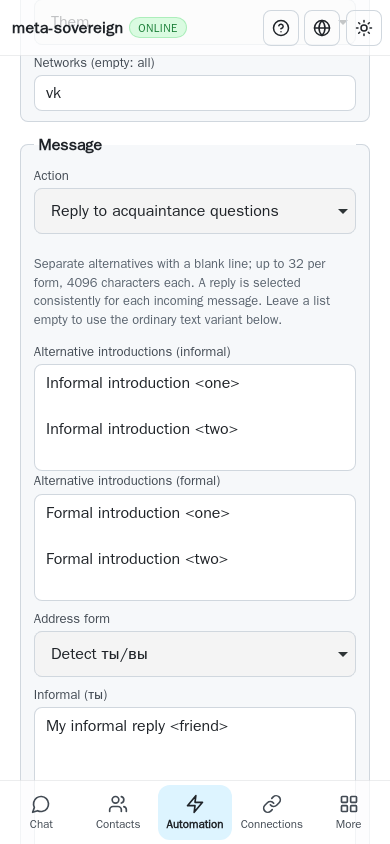 Them
meta-sovereign ONLINE
Networks (empty: all)
vk
Message
Action
Reply to acquaintance questions
Separate alternatives with a blank line; up to 32 per
form, 4096 characters each. A reply is selected
consistently for each incoming message. Leave a list
empty to use the ordinary text variant below.
Alternative introductions (informal)
Informal introduction <one>
Informal introduction <two>
Alternative introductions (formal)
Formal introduction <one>
Formal introduction <two>
Address form
Detect ты/вы
Informal (ты)
My informal reply <friend>
Chat Contacts Automation Connections More